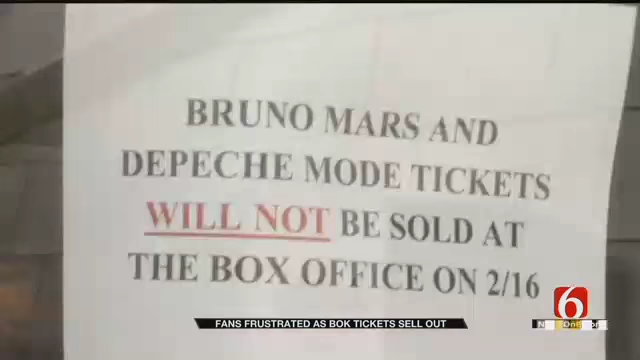 BRUNO MARS AND
DEPECHE MODE TICKETS
WILL NOT BE SOLD AT
THE BOX OFFICE ON 2/16
6
FANS FRUSTRATED AS BOK TICKETS SELL OUT